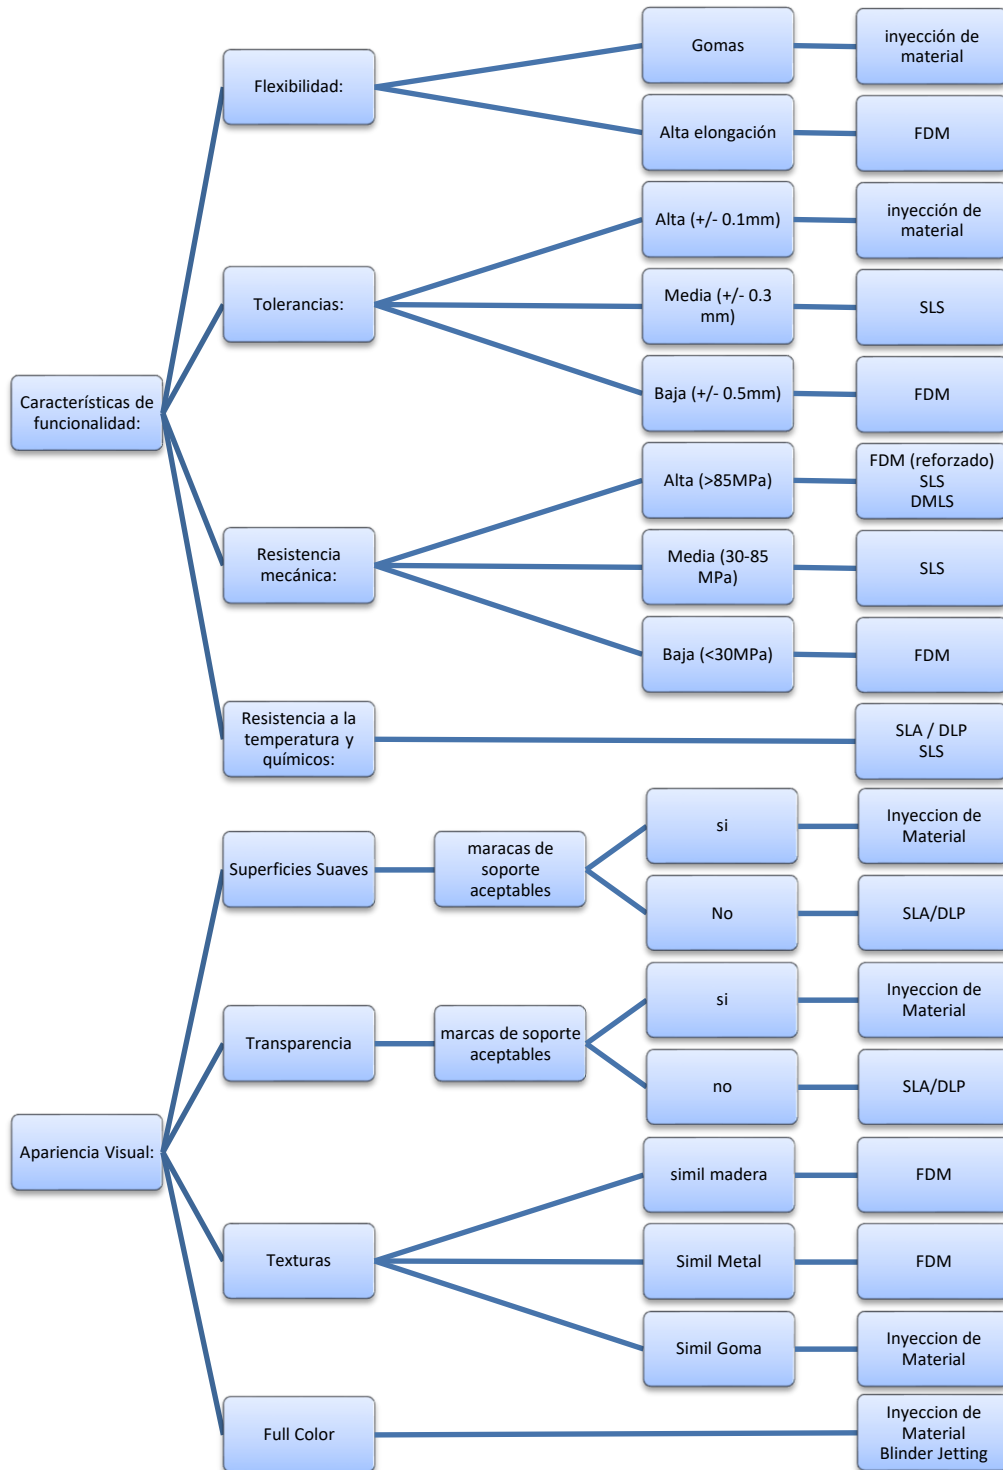 Gomas
inyección de
material
Flexibilidad:
Alta elongación
FDM
Alta (+/- 0.1mm)
inyección de
material
Tolerancias:
Media (+/- 0.3
mm)
SLS
Baja (+/- 0.5mm)
FDM
Características de
funcionalidad:
Alta (>85MPa)
FDM (reforzado)
SLS
DMLS
Resistencia
mecánica:
Media (30-85
MPa)
SLS
Baja (<30MPa)
FDM
Resistencia a la
temperatura y
químicos:
SLA / DLP
SLS
Superficies Suaves
maracas de
soporte
aceptables
si
Inyeccion de
Material
No
SLA/DLP
Transparencia
marcas de soporte
aceptables
si
Inyeccion de
Material
no
SLA/DLP
Apariencia Visual:
simil madera
FDM
Texturas
Simil Metal
FDM
Simil Goma
Inyeccion de
Material
Full Color
Inyeccion de
Material
Blinder Jetting